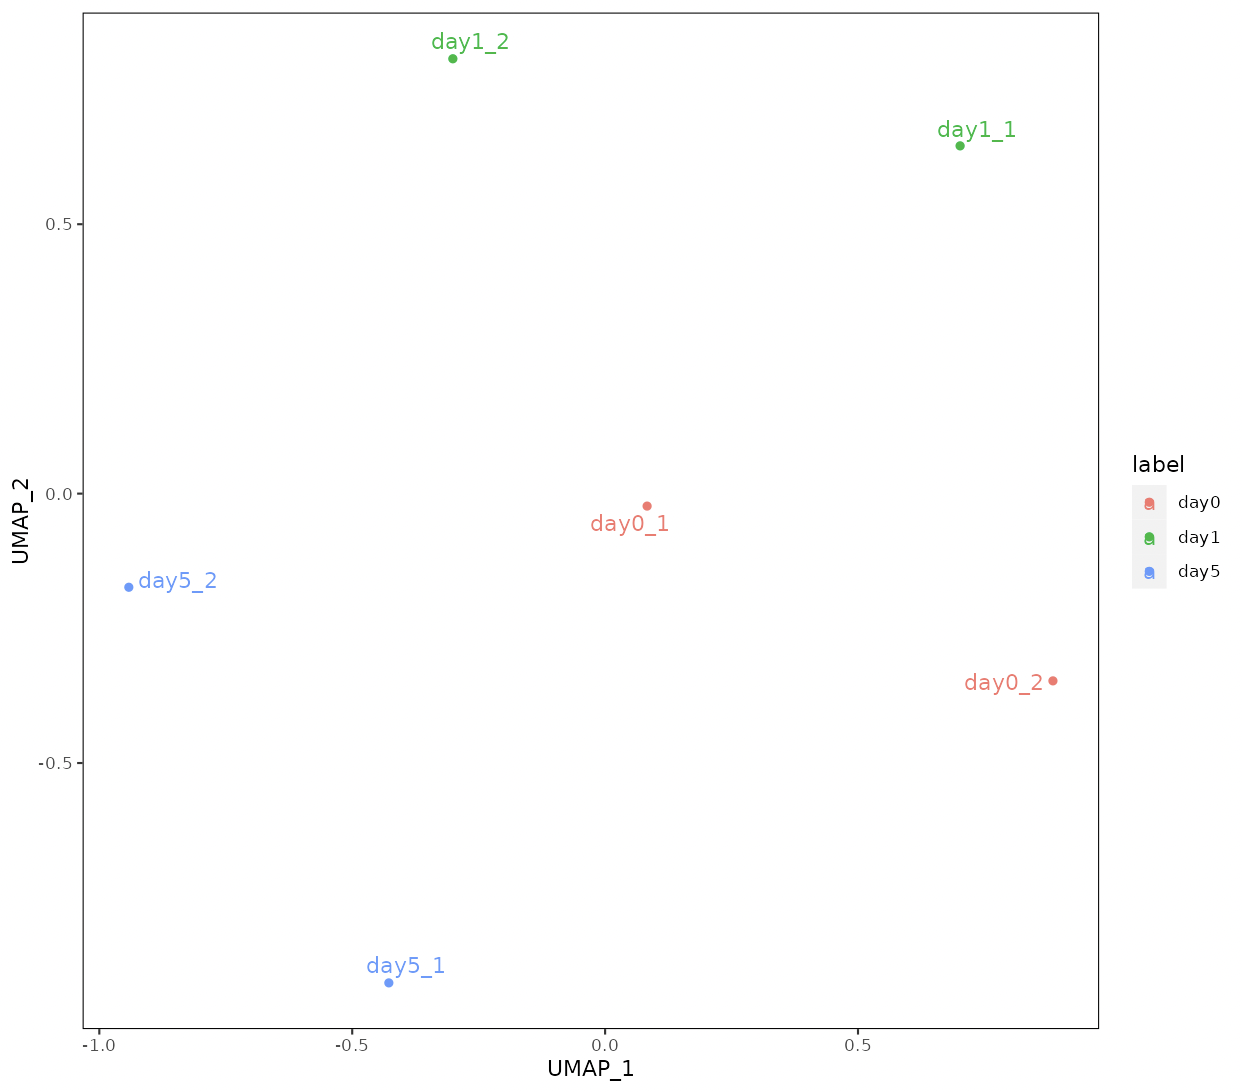 day1_2
day1_1
0.5
0.0
-0.5
UMAP_2
day0_1
day5_2
day0_2
day5_1
-1.0 -0.5 0.0 0.5
UMAP_1
label
a day0
a day1
a day5